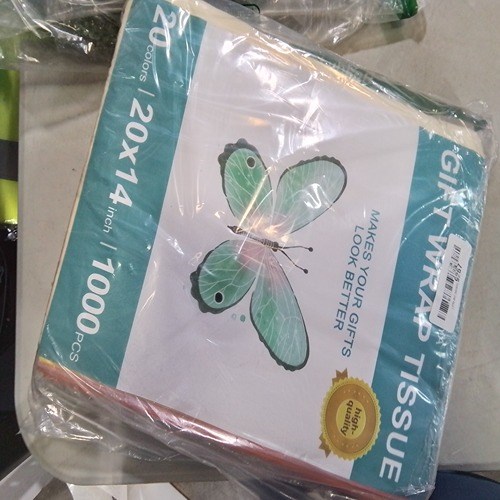 GIFT WRAP TISSUE
MAKES YOUR GIFTS
LOOK BETTER
high-
quality
20 colors | 20x14 inch | 1000 PCS